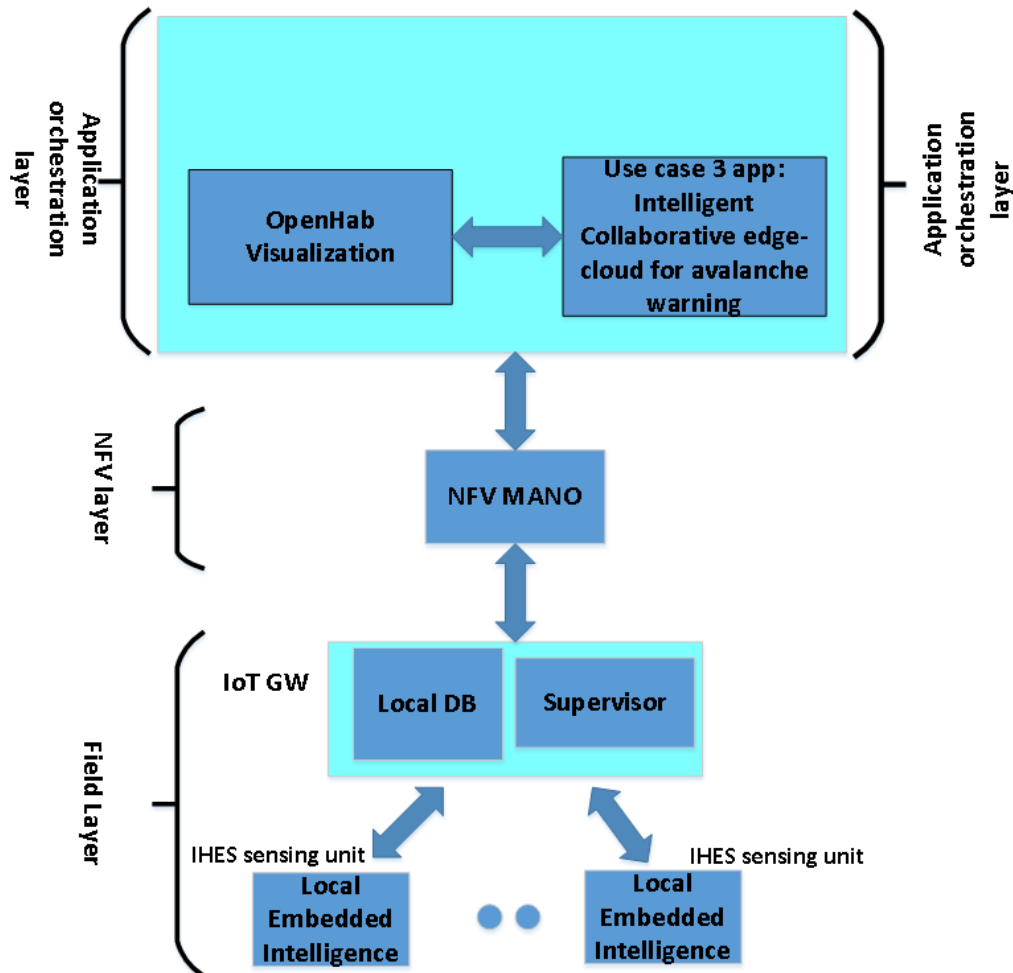 Application
orchestration
layer
OpenHab
Visualization
Use case 3 app:
Intelligent
Collaborative edge-
cloud for avalanche
warning
Application
orchestration
layer
NFV layer
NFV MANO
Field Layer
IoT GW
Local DB
Supervisor
IHES sensing unit
IHES sensing unit
Local
Embedded
Intelligence
Local
Embedded
Intelligence